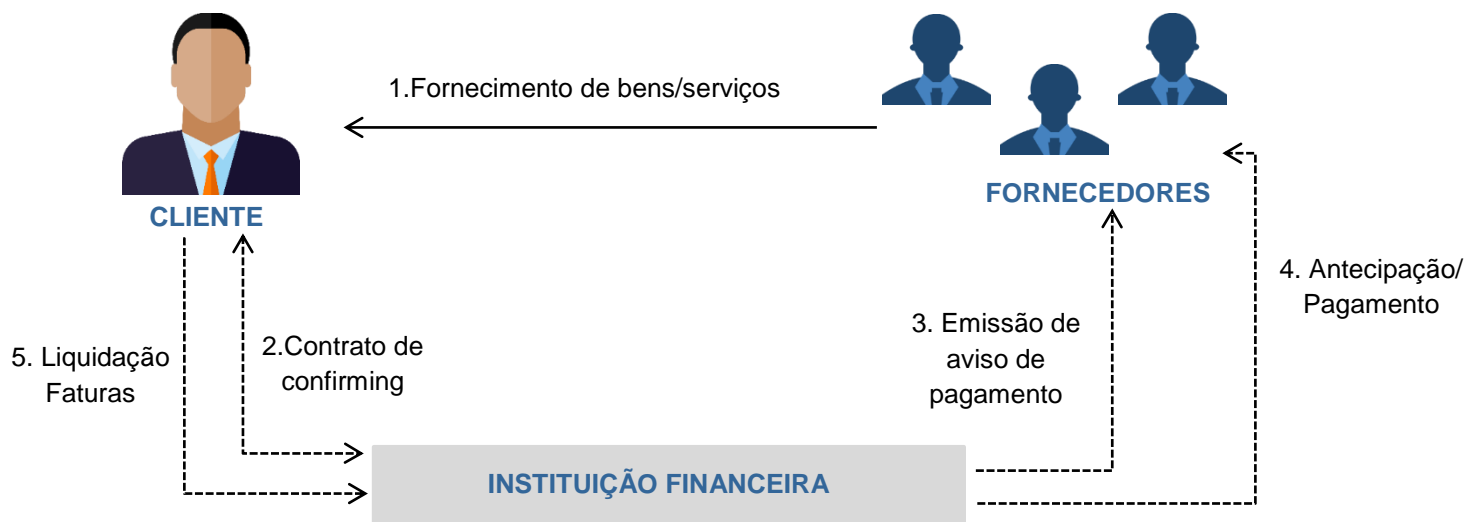 1.Fornecimento de bens/serviços
CLIENTE
FORNECEDORES
4. Antecipação/
Pagamento
3. Emissão de
aviso de
pagamento
2.Contrato de
confirming
5. Liquidação
Faturas
INSTITUIÇÃO FINANCEIRA